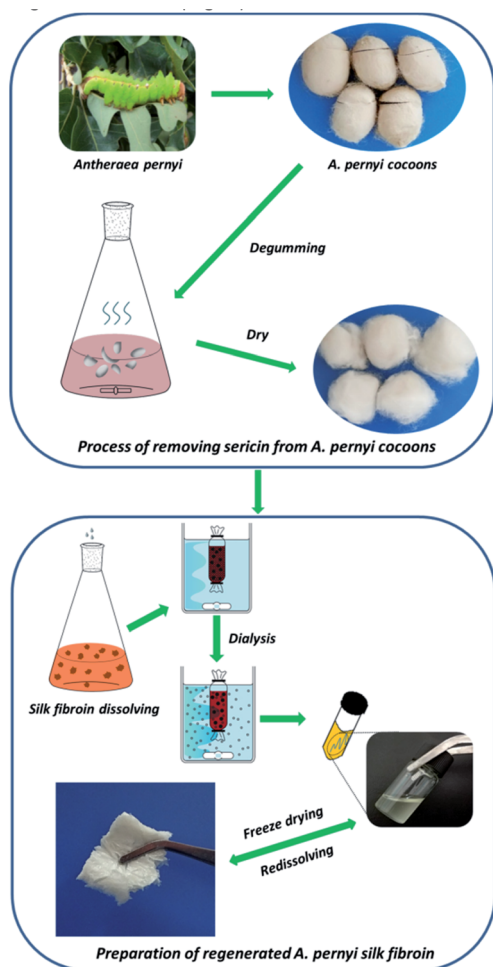 Antheraea pernyi
A. pernyi cocoons
Degumming
Dry
Process of removing sericin from A. pernyi cocoons
Dialysis
Silk fibroin dissolving
Freeze drying
Redissolving
Preparation of regenerated A. pernyi silk fibroin